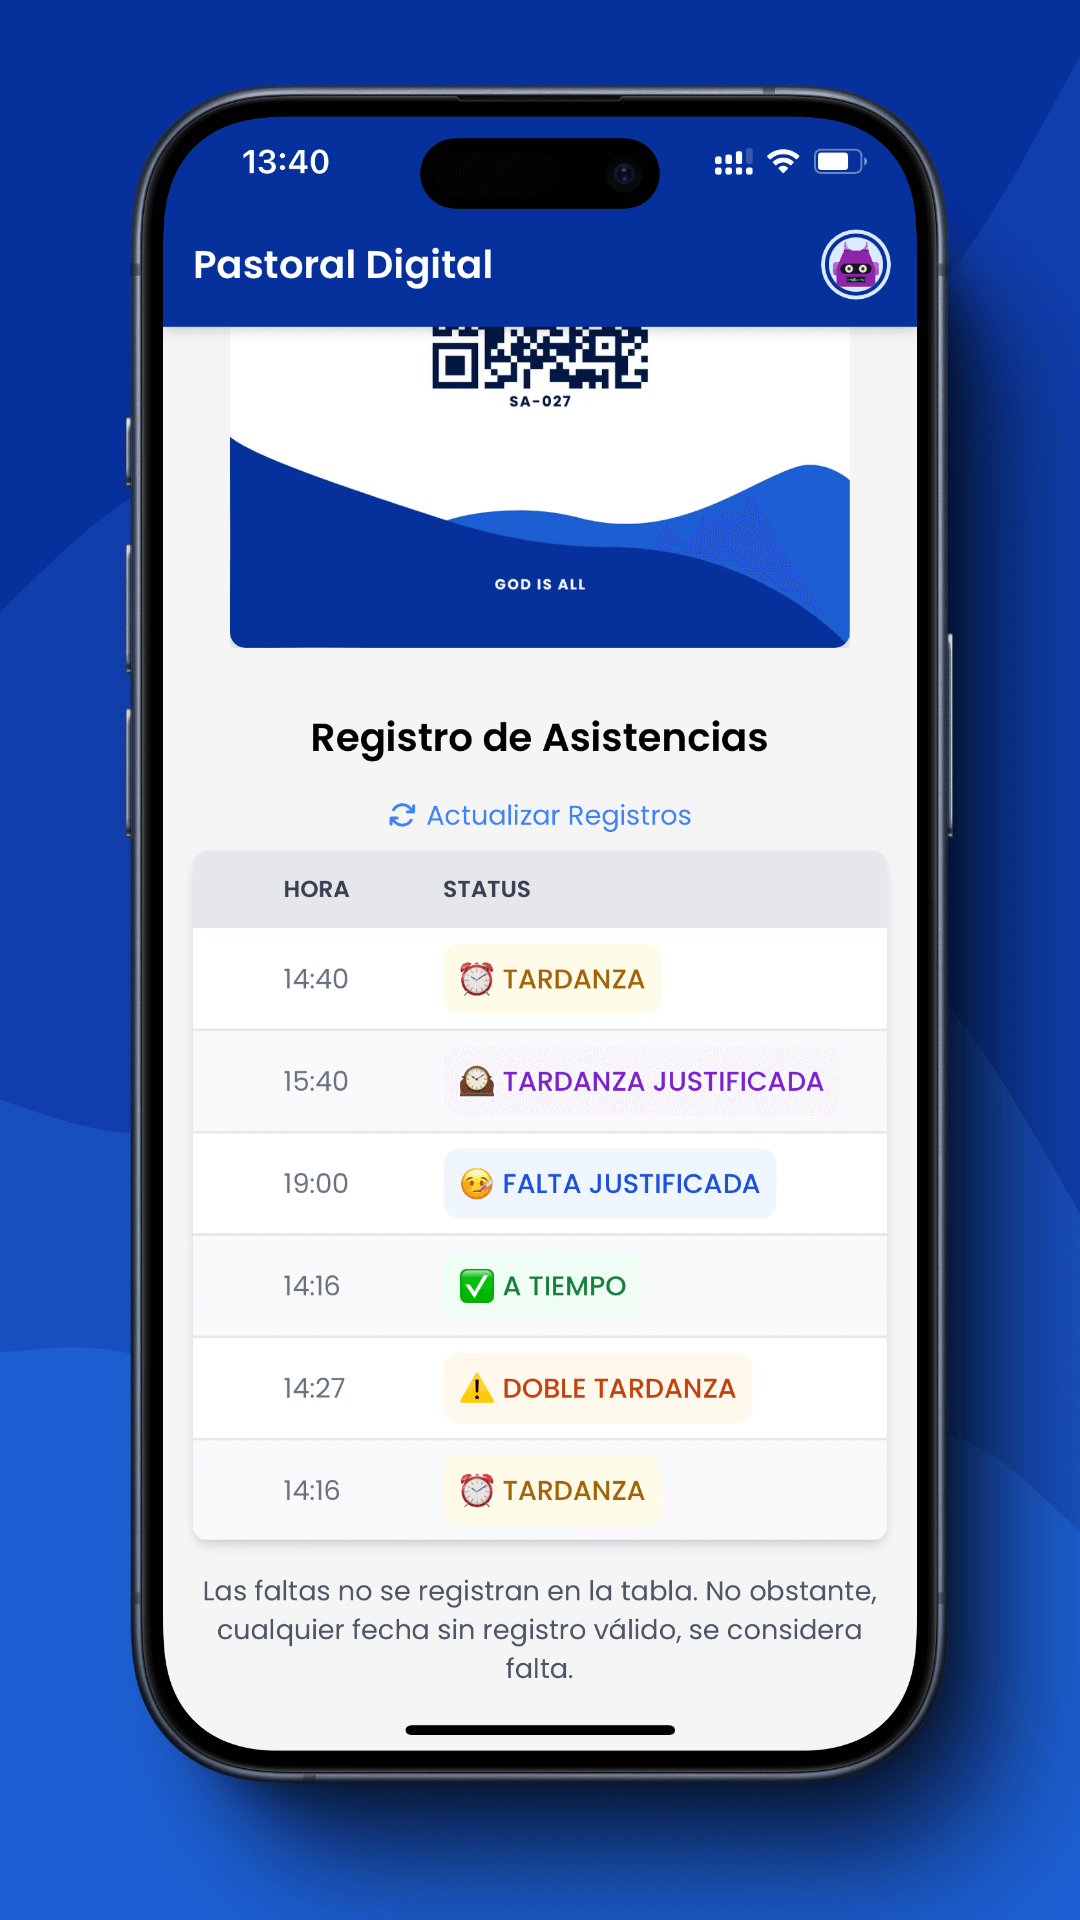 13:40
Pastoral Digital
SA-027
GOD IS ALL
Registro de Asistencias
Actualizar Registros
HORA STATUS
14:40 TARDANZA
15:40 TARDANZA JUSTIFICADA
19:00 FALTA JUSTIFICADA
14:16 A TIEMPO
14:27 DOBLE TARDANZA
14:16 TARDANZA
Las faltas no se registran en la tabla. No obstante,
cualquier fecha sin registro válido, se considera
falta.